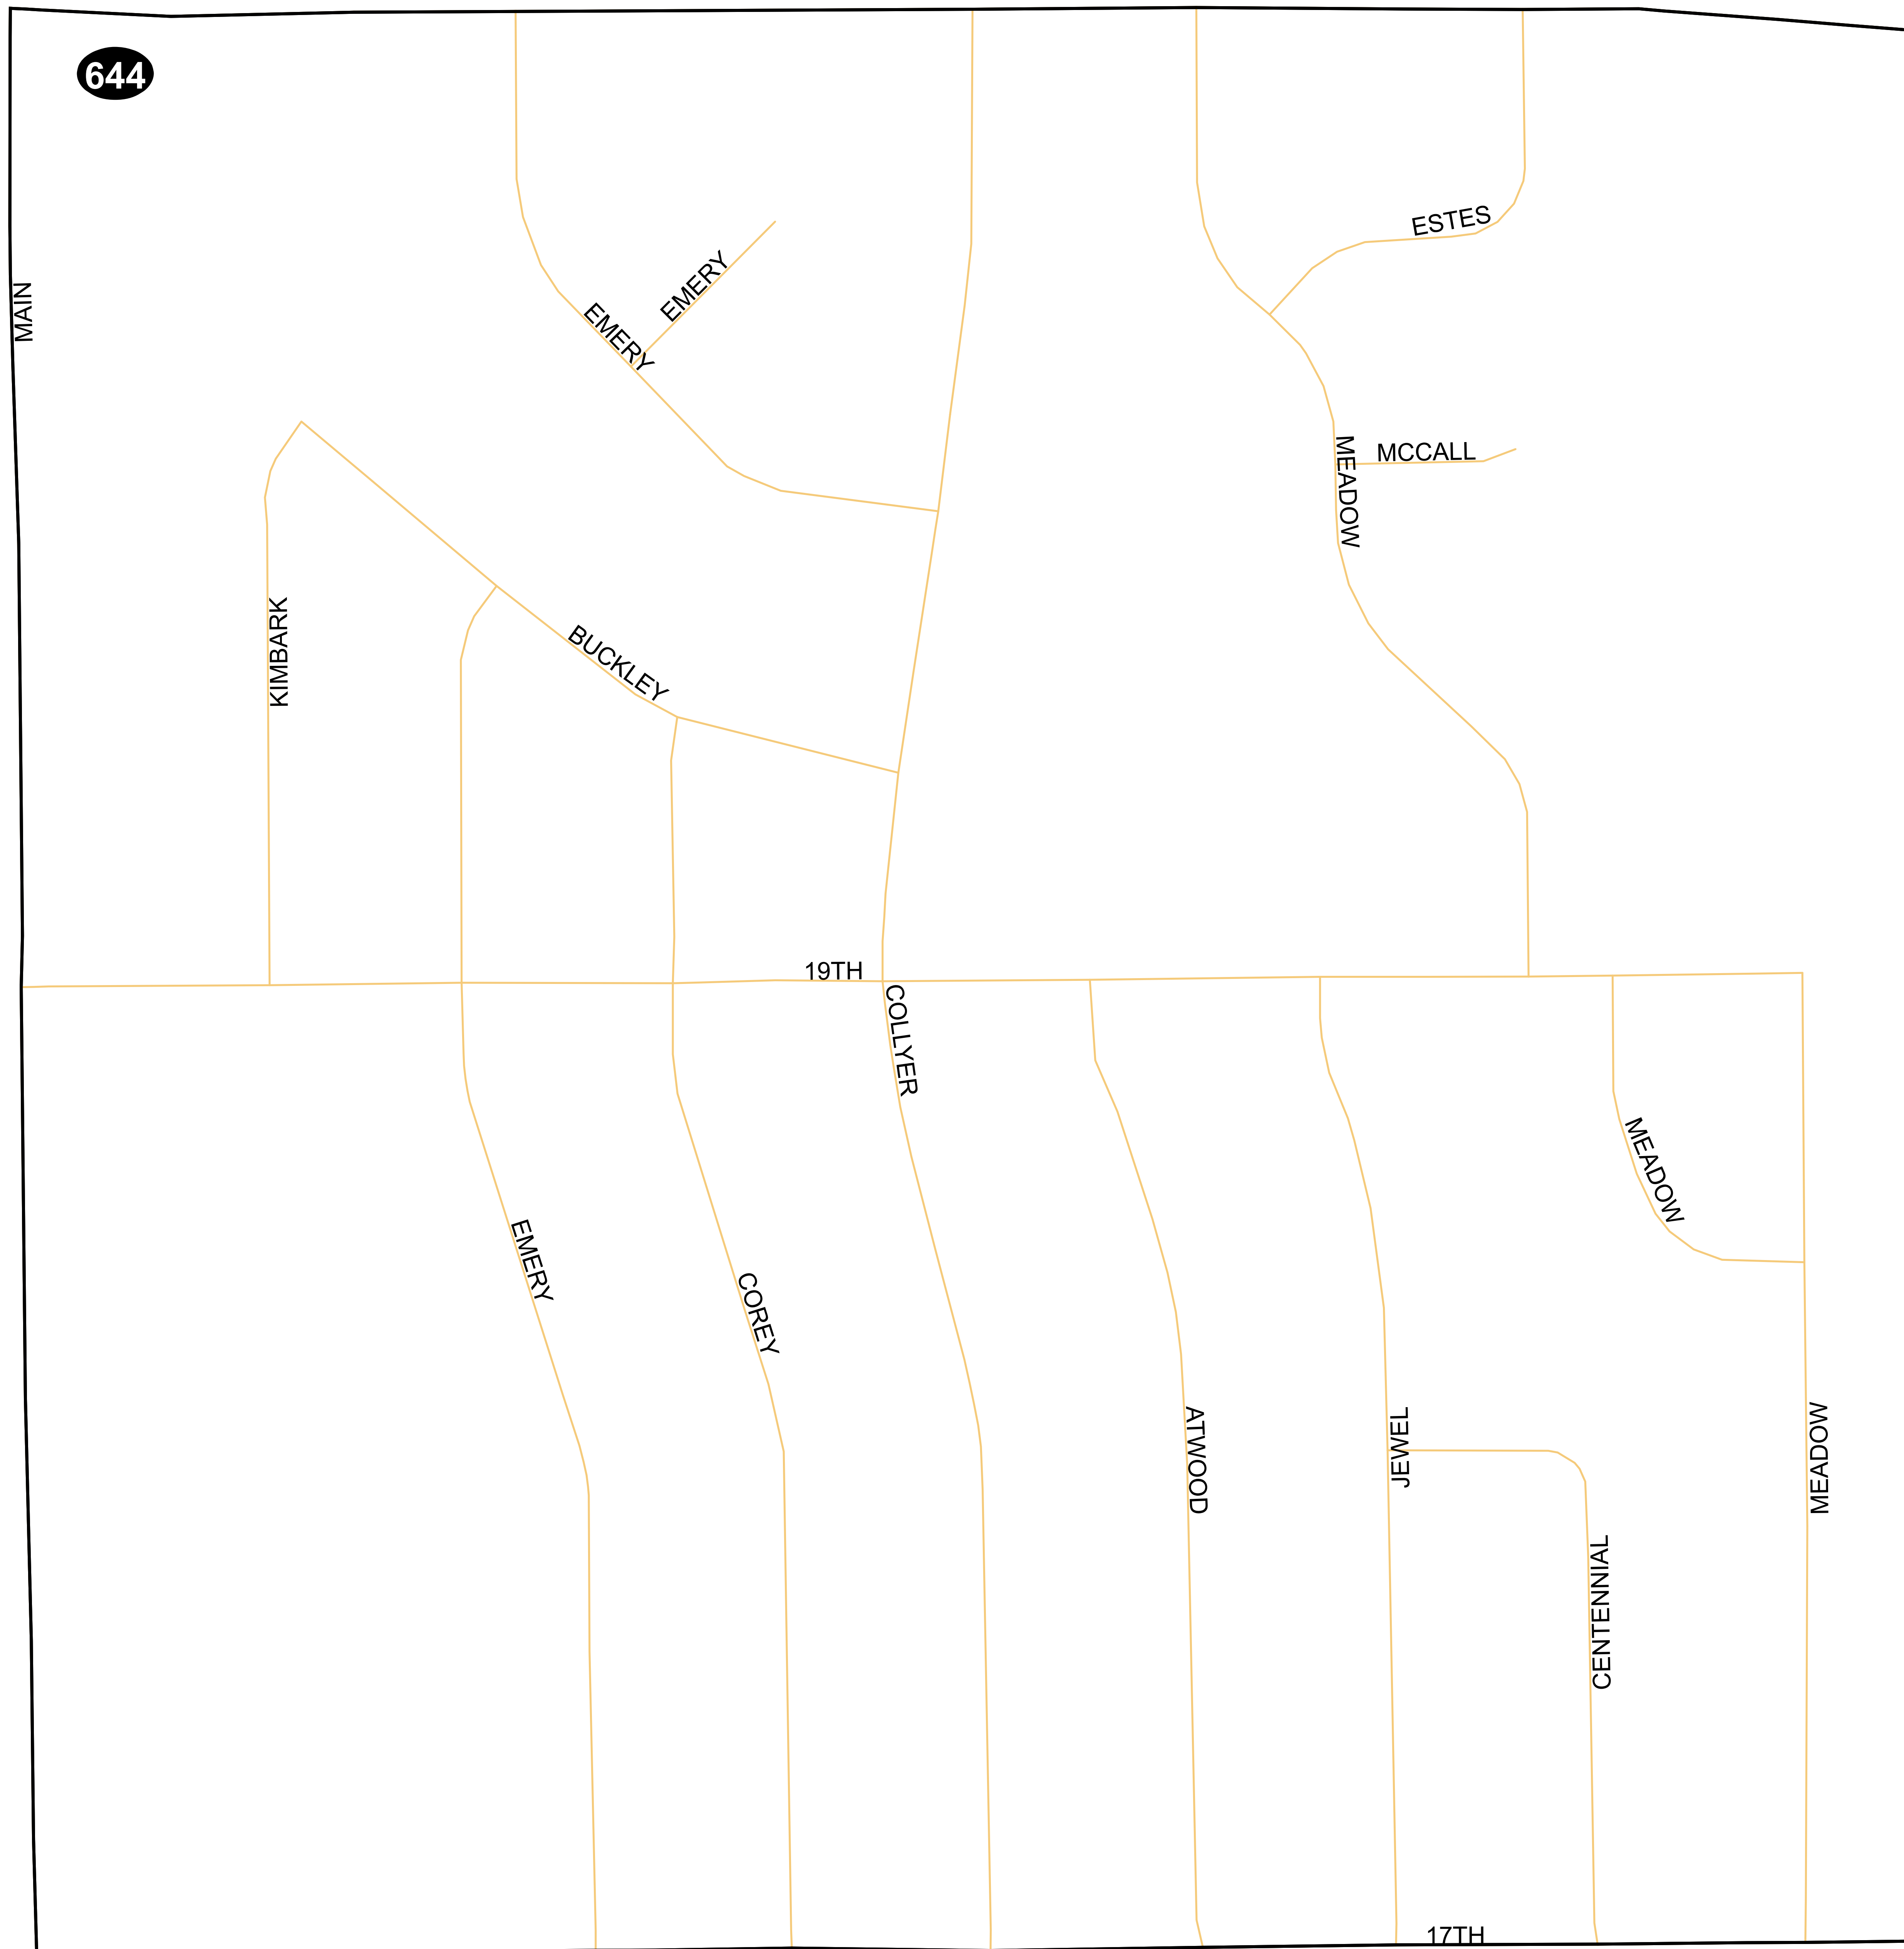 644
ESTES
EMERY
MAIN
EMERY
MCCALL
MEADOW
KIMBARK
BUCKLEY
19TH
COLLYER
MEADOW
EMERY
COREY
ATWOOD
JEWEL
MEADOW
CENTENNIAL
17TH